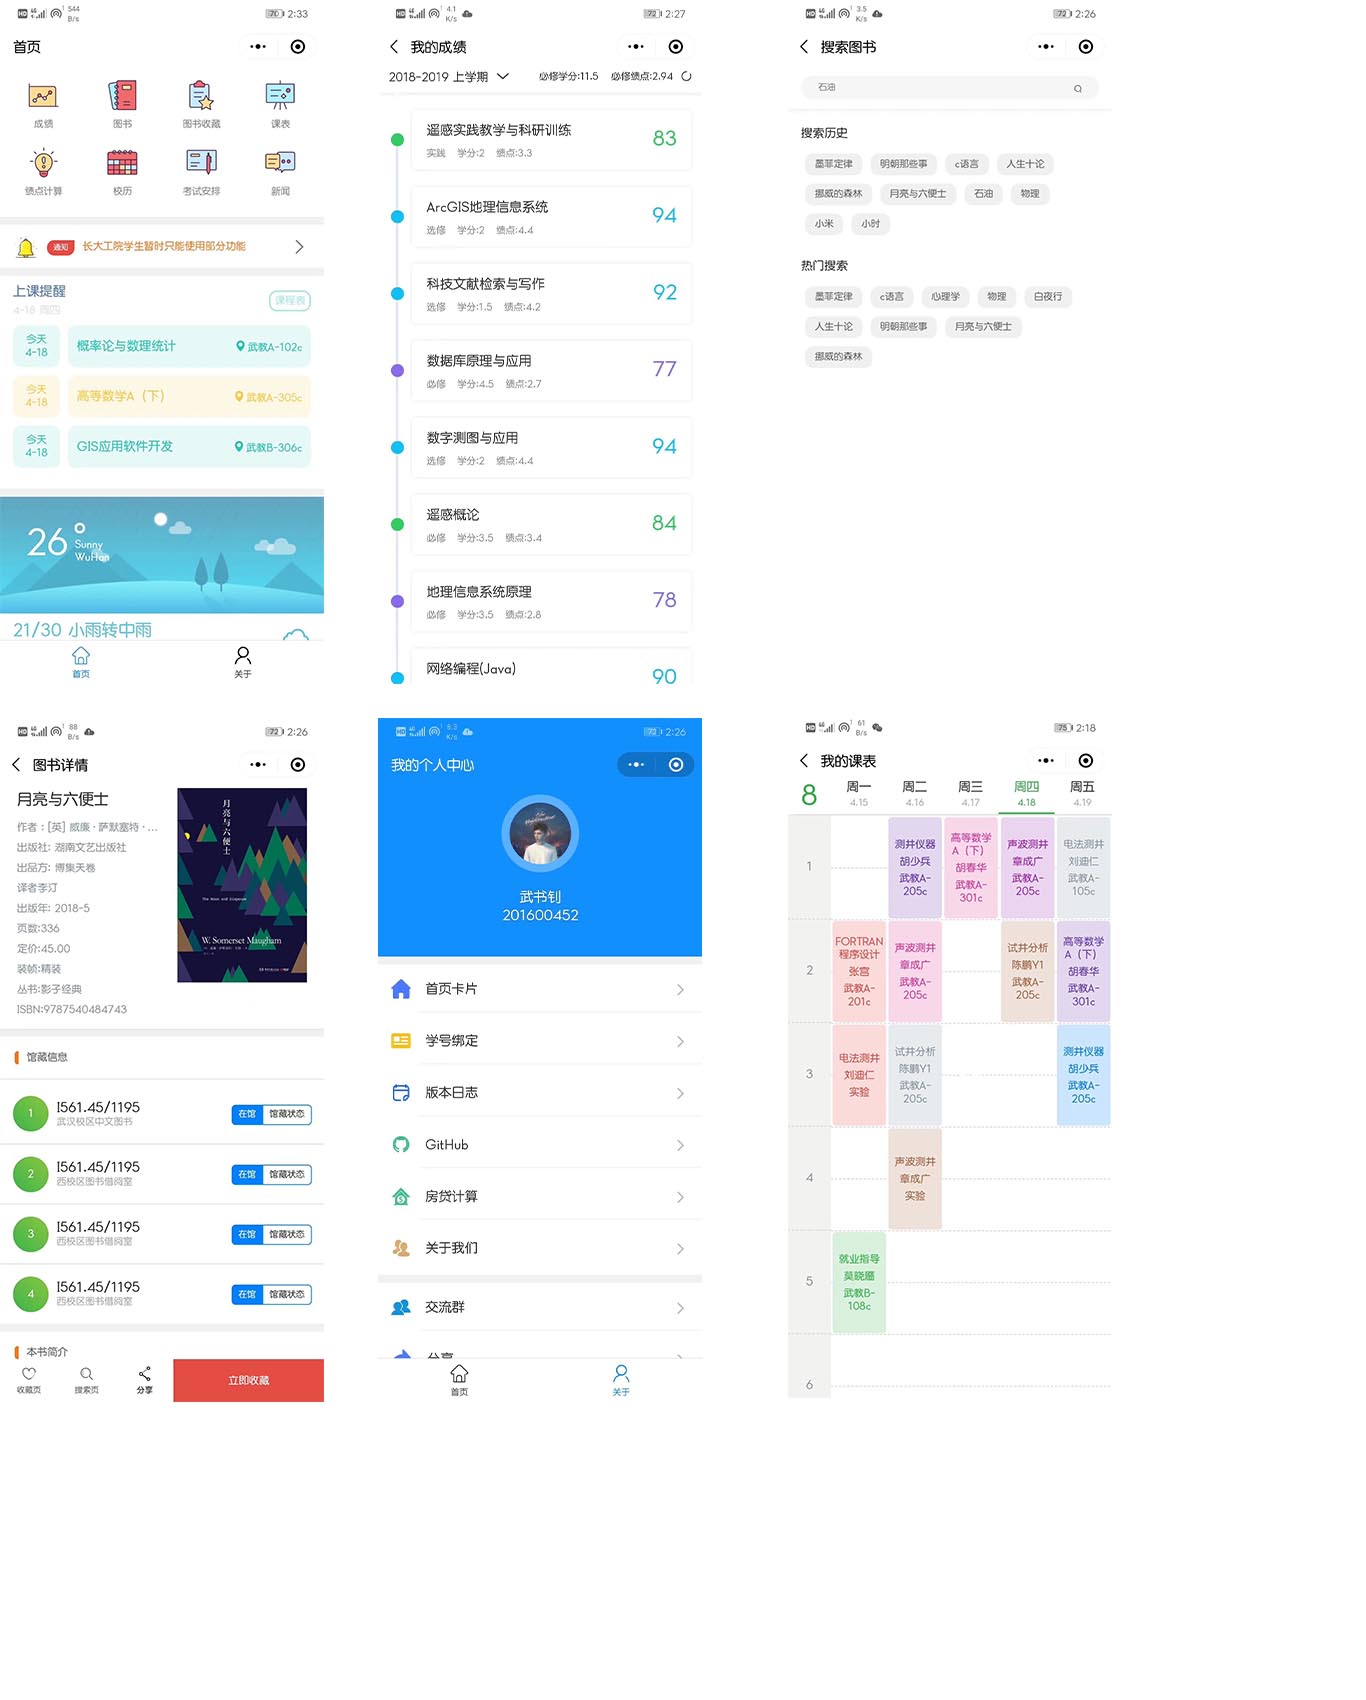 544 B/s 70 2:33
首页
成绩 图书 图书收藏 课表
绩点计算 校历 考试安排 新闻
通知 长大工院学生暂时只能使用部分功能
上课提醒 课程表
4-18 周四
今天 4-18 概率论与数理统计 武教A-102c
今天 4-18 高等数学A（下） 武教A-305c
今天 4-18 GIS应用软件开发 武教B-306c
26°
Sunny
WuHan
21/30 小雨转中雨
首页 关于
4.1 K/s 72 2:27
我的成绩
2018-2019 上学期 必修学分:11.5 必修绩点:2.94
遥感实践教学与科研训练 83
实践 学分:2 绩点:3.3
ArcGIS地理信息系统 94
选修 学分:2 绩点:4.4
科技文献检索与写作 92
选修 学分:1.5 绩点:4.2
数据库原理与应用 77
必修 学分:4.5 绩点:2.7
数字测图与应用 94
选修 学分:2 绩点:4.4
遥感概论 84
必修 学分:3.5 绩点:3.4
地理信息系统原理 78
必修 学分:3.5 绩点:2.8
网络编程(Java) 90
3.5 K/s 72 2:26
搜索图书
石油
搜索历史
墨菲定律 明朝那些事 c语言 人生十论
挪威的森林 月亮与六便士 石油 物理
小米 小时
热门搜索
墨菲定律 c语言 心理学 物理 白夜行
人生十论 明朝那些事 月亮与六便士
挪威的森林
88 B/s 72 2:26
图书详情
月亮与六便士
作者：[英] 威廉·萨默塞特·...
出版社: 湖南文艺出版社
出品方: 博集天卷
译者李汀
出版年: 2018-5
页数:336
定价:45.00
装帧:精装
丛书:影子经典
ISBN:9787540484743
月亮与六便士
The Moon and Sixpence
W. Somerset Maugham
馆藏信息
1 I561.45/1195 在馆 馆藏状态
武汉校区中文图书
2 I561.45/1195 在馆 馆藏状态
西校区图书借阅室
3 I561.45/1195 在馆 馆藏状态
西校区图书借阅室
4 I561.45/1195 在馆 馆藏状态
西校区图书借阅室
本书简介
收藏页 搜索页 分享 立即收藏
8.3 K/s 72 2:26
我的个人中心
武书钊
201600452
首页卡片
学号绑定
版本日志
GitHub
房贷计算
关于我们
交流群
分享
首页 关于
61 B/s 75 2:18
我的课表
8 周一 周二 周三 周四 周五
4.15 4.16 4.17 4.18 4.19
1
测井仪器 胡少兵 武教A-205c
高等数学A（下） 胡春华 武教A-301c
声波测井 章成广 武教A-205c
电法测井 刘迪仁 武教A-105c
2
FORTRAN程序设计 张宫 武教A-201c
声波测井 章成广 武教A-205c
试井分析 陈鹏Y1 武教A-205c
高等数学A（下） 胡春华 武教A-301c
3
电法测井 刘迪仁 实验
试井分析 陈鹏Y1 武教A-205c
测井仪器 胡少兵 武教A-205c
4
声波测井 章成广 实验
5
就业指导 莫晓雁 武教B-108c
6